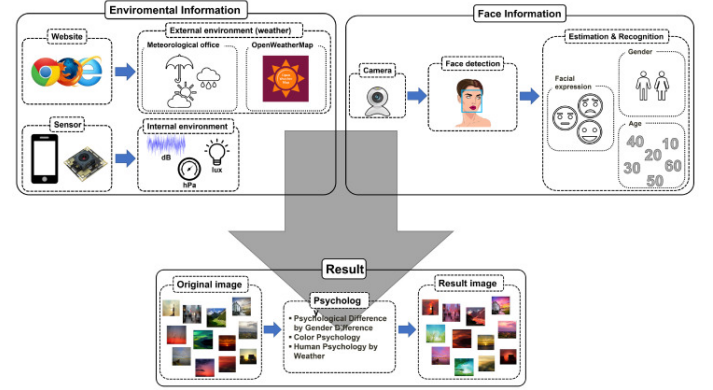 Enviromental Information
Website
External environment (weather)
Meteorological office
OpenWeatherMap
Sensor
Internal environment
dB
hPa
lux
Face Information
Camera
Face detection
Estimation & Recognition
Facial
expression
Gender
Age
40
10
20
30
60
50
Result
Original image
Psycholog
y
▪ Psychological Difference
by Gender Difference
▪ Color Psychology
▪ Human Psychology by
Weather
Result image